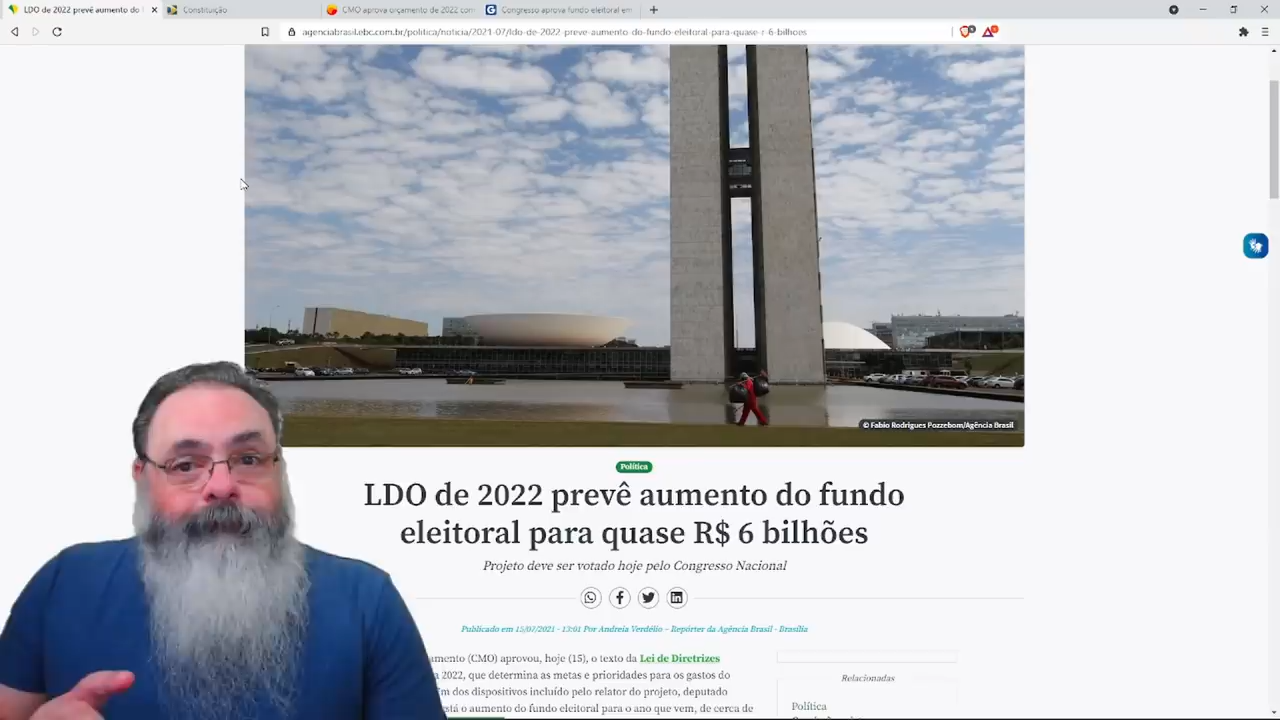 LDO de 2022 prevê aumento do f
Constituição
CMO aprova orçamento de 2022 com
Congresso aprova fundo eleitoral em
agenciabrasil.ebc.com.br/politica/noticia/2021-07/ldo-de-2022-preve-aumento-do-fundo-eleitoral-para-quase-r-6-bilhoes
© Fabio Rodrigues Pozzebom/Agência Brasil
Política
LDO de 2022 prevê aumento do fundo
eleitoral para quase R$ 6 bilhões
Projeto deve ser votado hoje pelo Congresso Nacional
Publicado em 15/07/2021 - 13:01 Por Andreia Verdélio - Repórter da Agência Brasil - Brasília
amento (CMO) aprovou, hoje (15), o texto da Lei de Diretrizes
a 2022, que determina as metas e prioridades para os gastos do
m dos dispositivos incluído pelo relator do projeto, deputado
stá o aumento do fundo eleitoral para o ano que vem, de cerca de
Relacionadas
Política